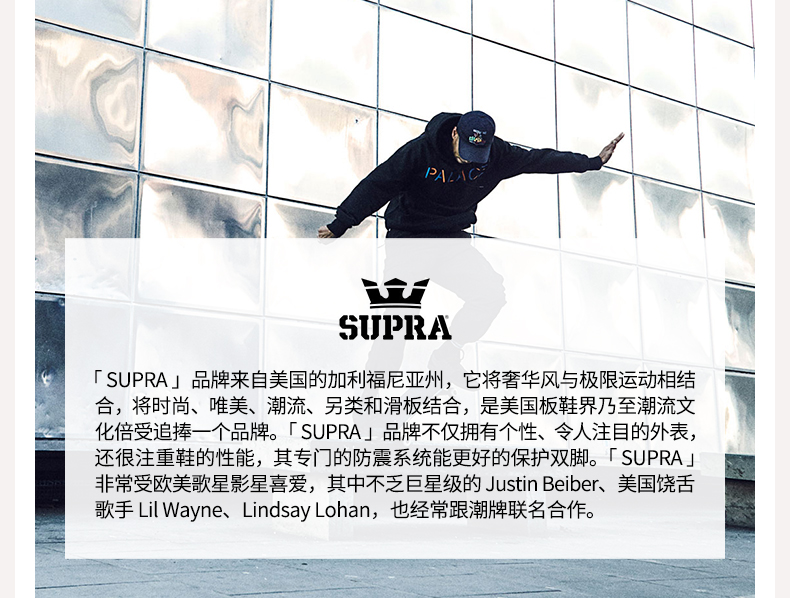 PALACE
SUPRA
「 SUPRA 」品牌来自美国的加利福尼亚州，它将奢华风与极限运动相结
合，将时尚、唯美、潮流、另类和滑板结合，是美国板鞋界乃至潮流文
化倍受追捧一个品牌。「 SUPRA 」品牌不仅拥有个性、令人注目的外表，
还很注重鞋的性能，其专门的防震系统能更好的保护双脚。「 SUPRA 」
非常受欧美歌星影星喜爱，其中不乏巨星级的 Justin Beiber、美国饶舌
歌手 Lil Wayne、Lindsay Lohan，也经常跟潮牌联名合作。